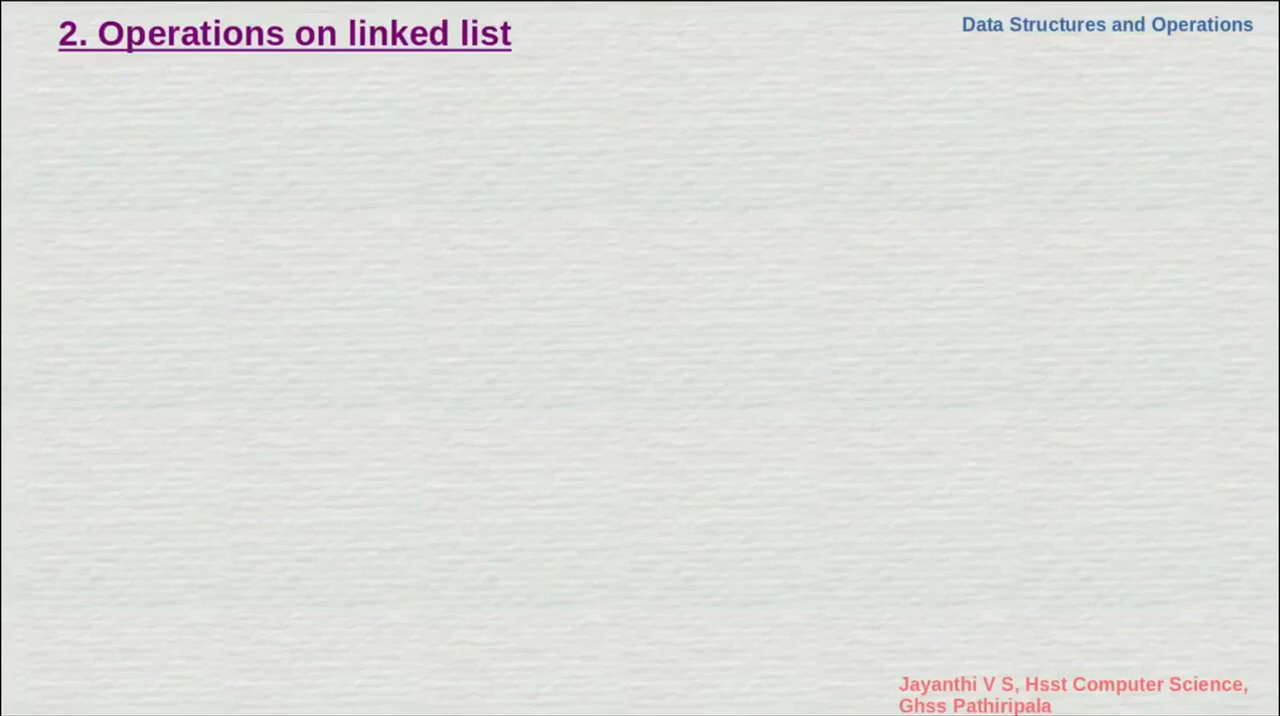 2. Operations on linked list
Data Structures and Operations
Jayanthi V S, Hsst Computer Science,
Ghss Pathiripala